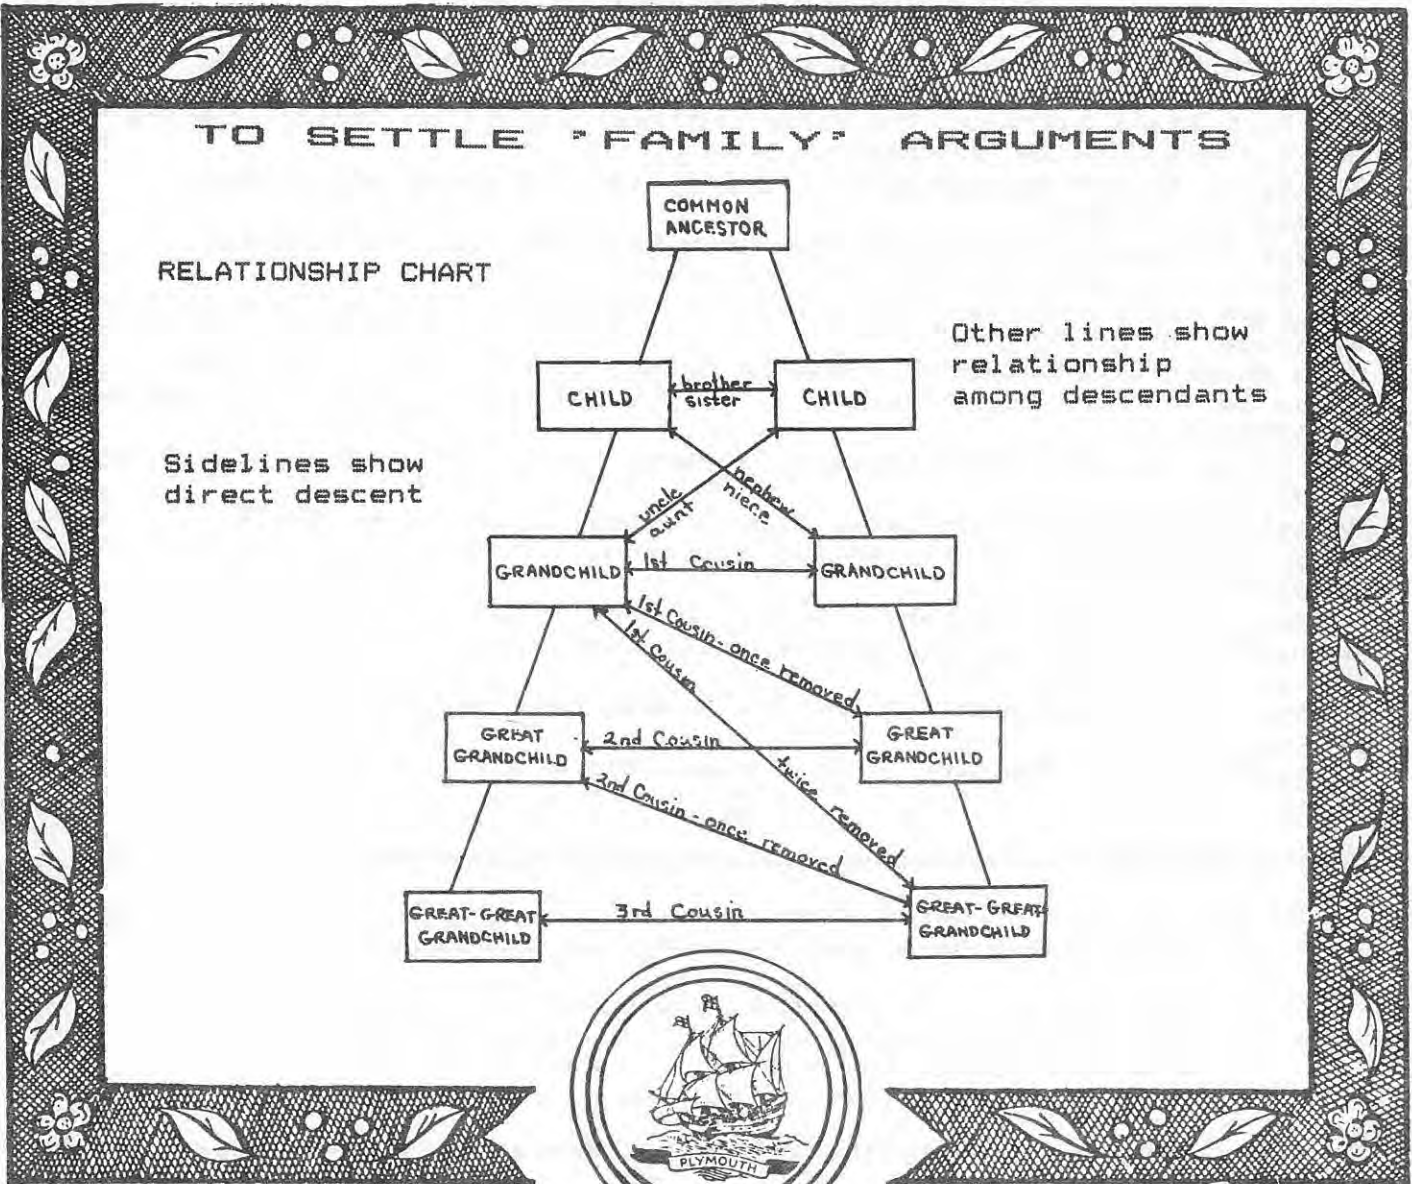 TO SETTLE "FAMILY" ARGUMENTS
COMMON
ANCESTOR
RELATIONSHIP CHART
Other lines show
relationship
among descendants
CHILD
brother
sister
CHILD
Sidelines show
direct descent
uncle
aunt
nephew
niece
GRANDCHILD
1st Cousin
GRANDCHILD
1st Cousin - once removed
1st Cousin
twice removed
GREAT
GRANDCHILD
2nd Cousin
GREAT
GRANDCHILD
2nd Cousin - once removed
GREAT-GREAT
GRANDCHILD
3rd Cousin
GREAT-GREAT
GRANDCHILD
PLYMOUTH